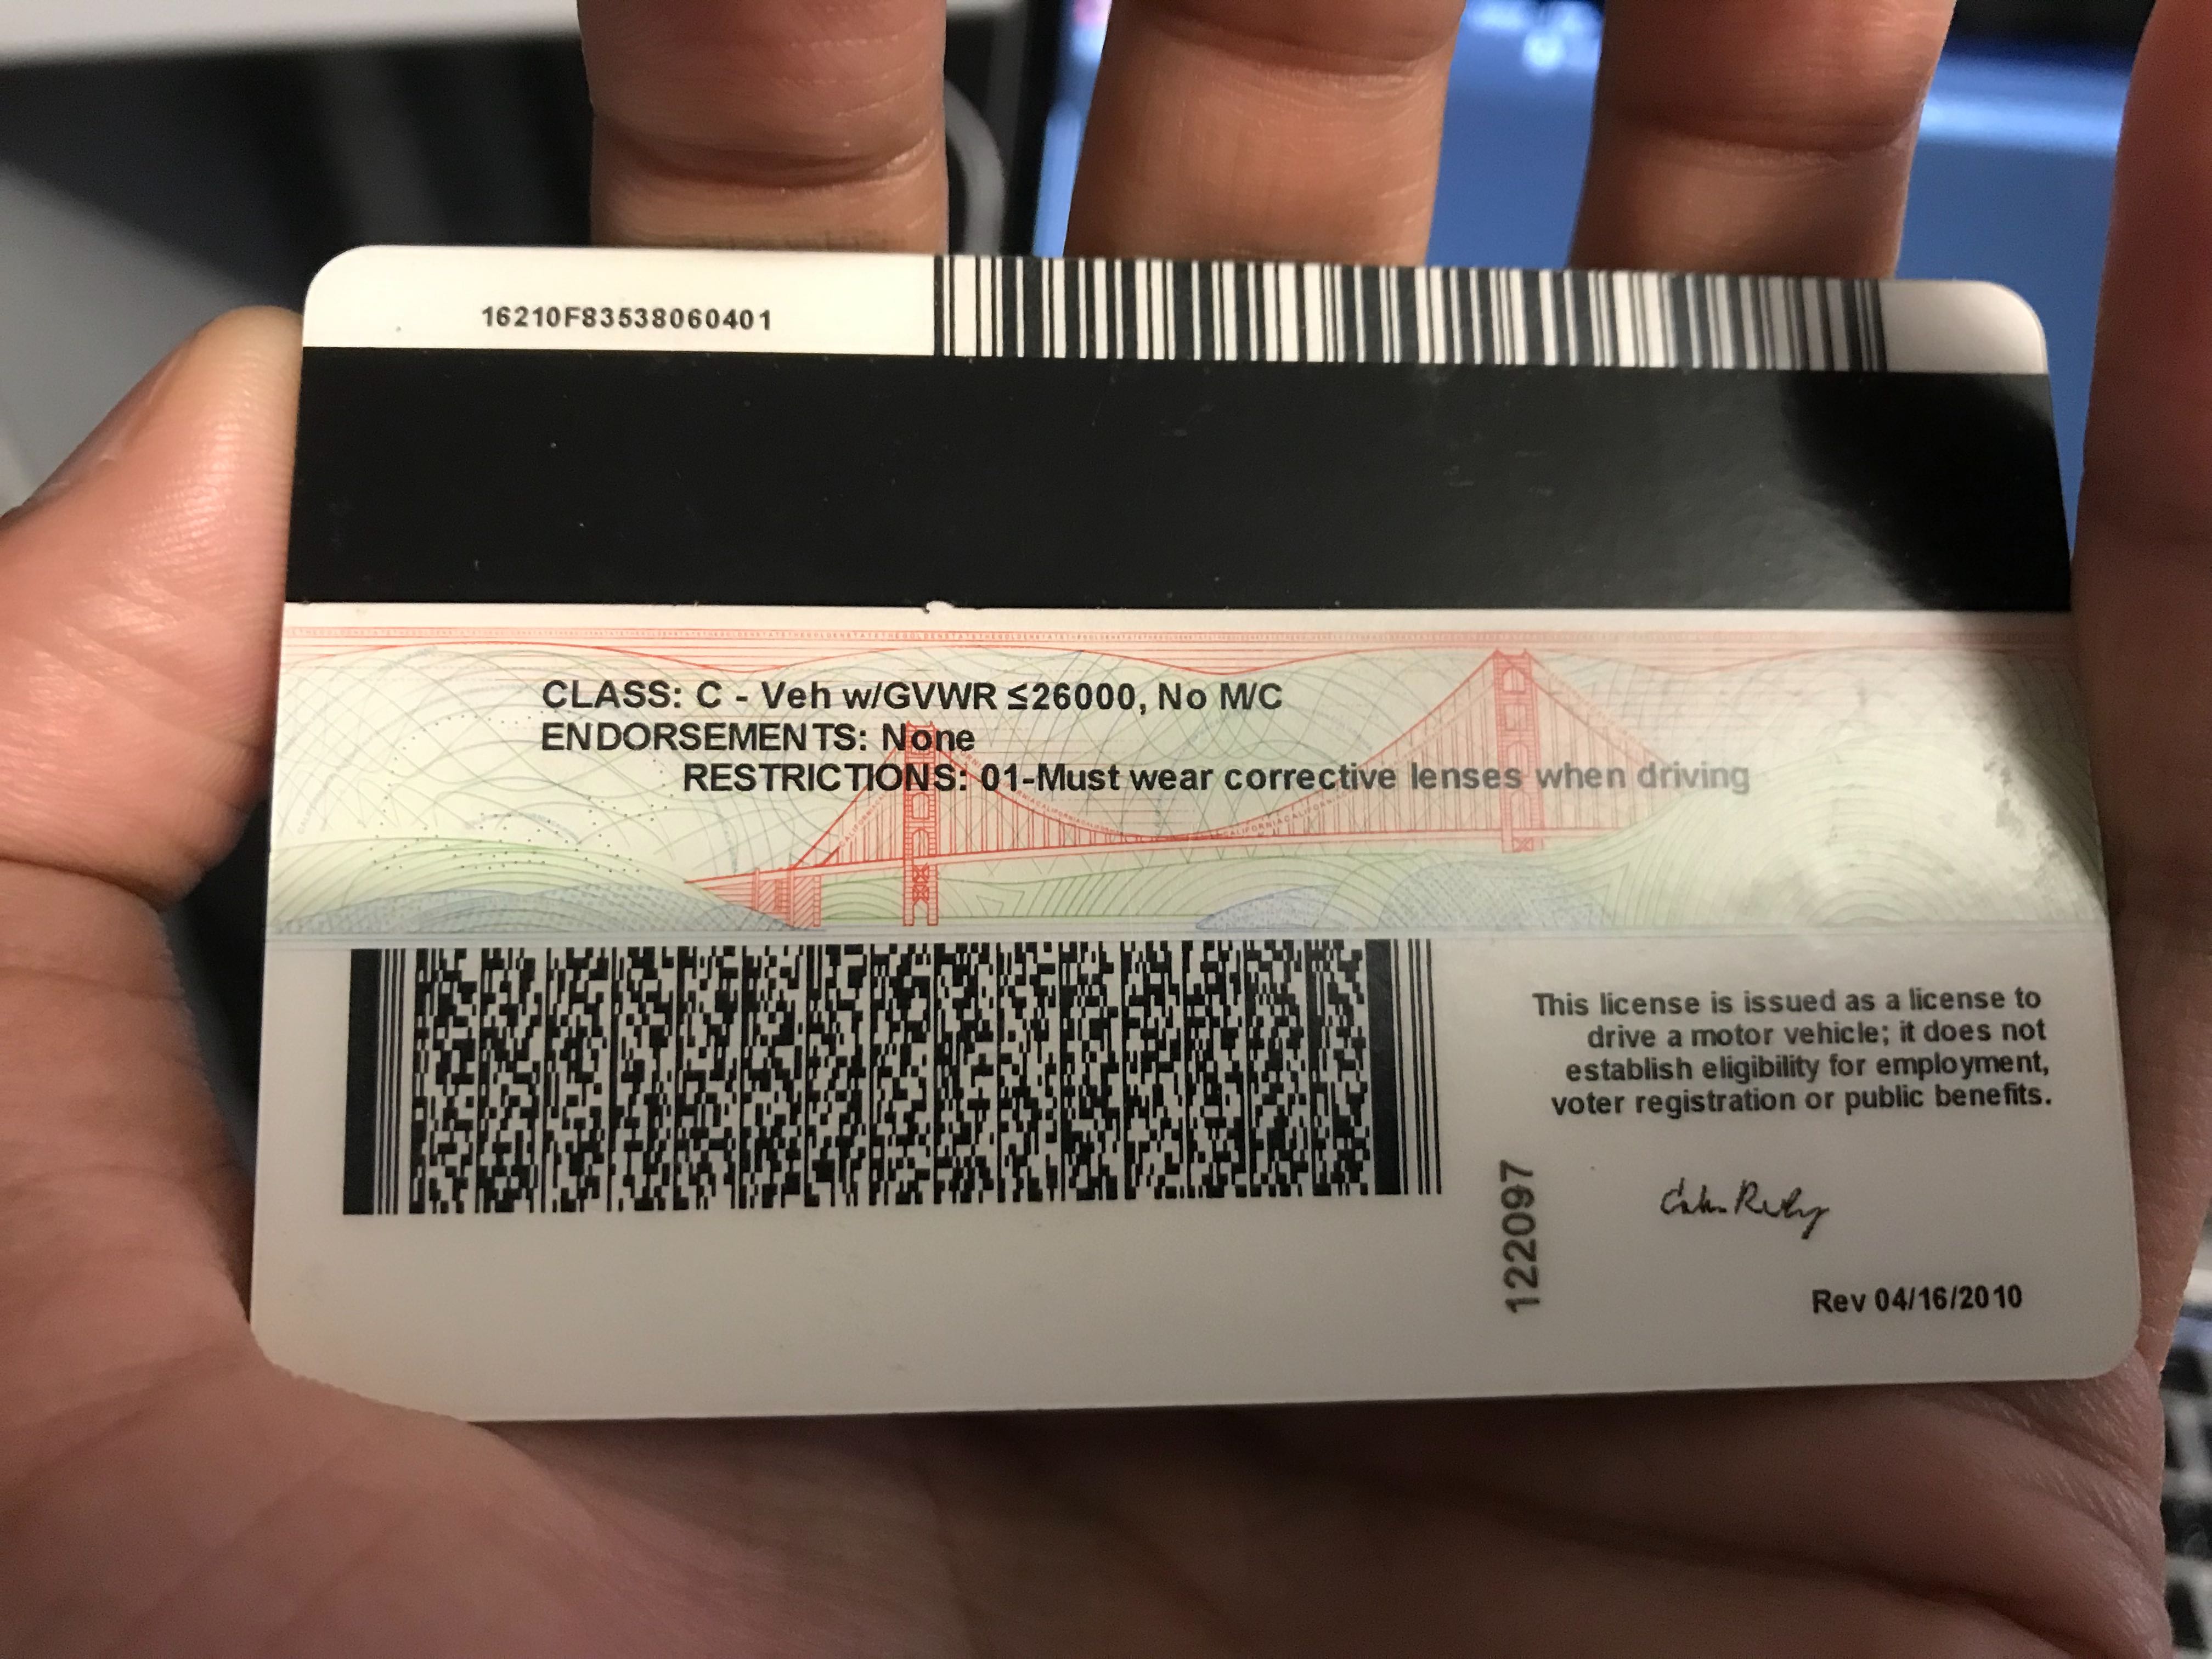 16210F83538060401
CLASS: C - Veh w/GVWR ≤26000, No M/C
ENDORSEMENTS: None
RESTRICTIONS: 01-Must wear corrective lenses when driving
This license is issued as a license to
drive a motor vehicle; it does not
establish eligibility for employment,
voter registration or public benefits.
122097
Rev 04/16/2010